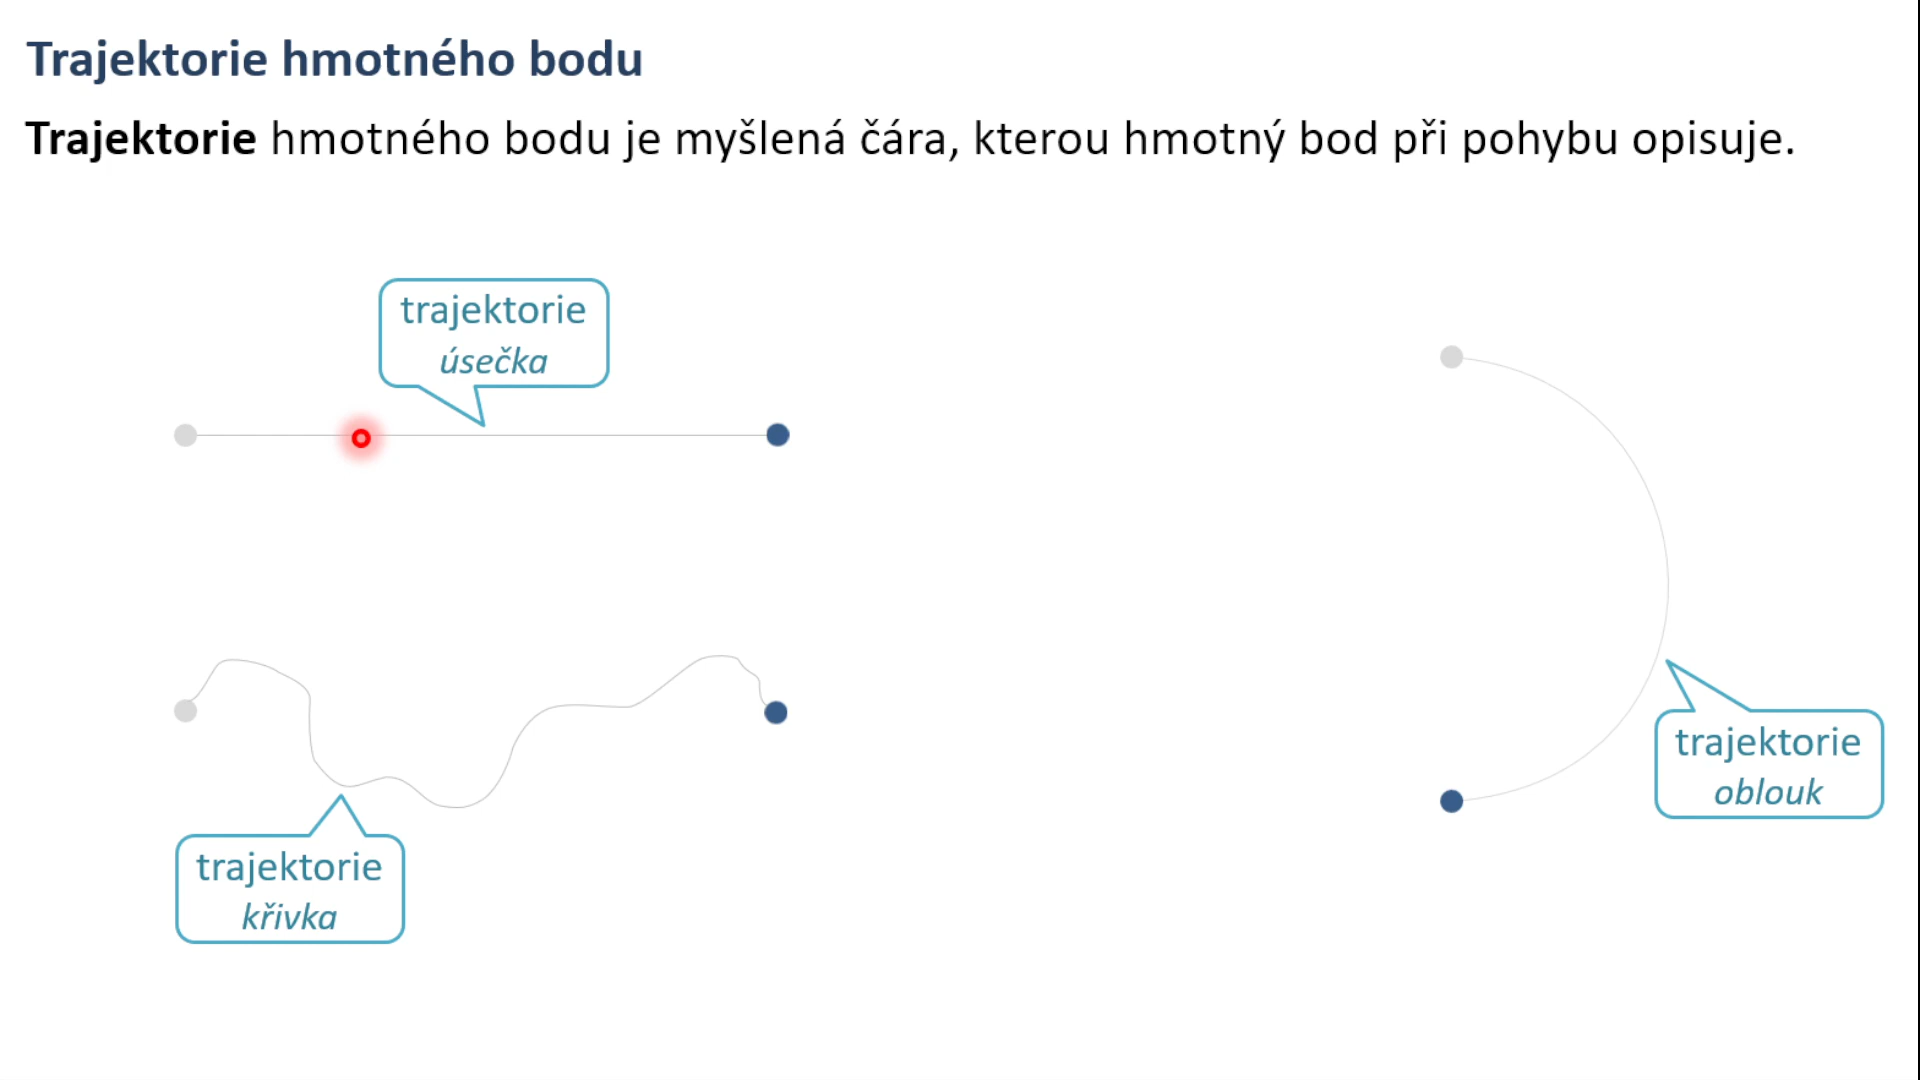 Trajektorie hmotného bodu
Trajektorie hmotného bodu je myšlená čára, kterou hmotný bod při pohybu opisuje.
trajektorie
úsečka
trajektorie
křivka
trajektorie
oblouk